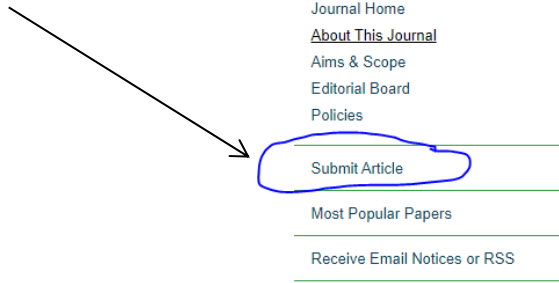 Journal Home
About This Journal
Aims & Scope
Editorial Board
Policies
Submit Article
Most Popular Papers
Receive Email Notices or RSS